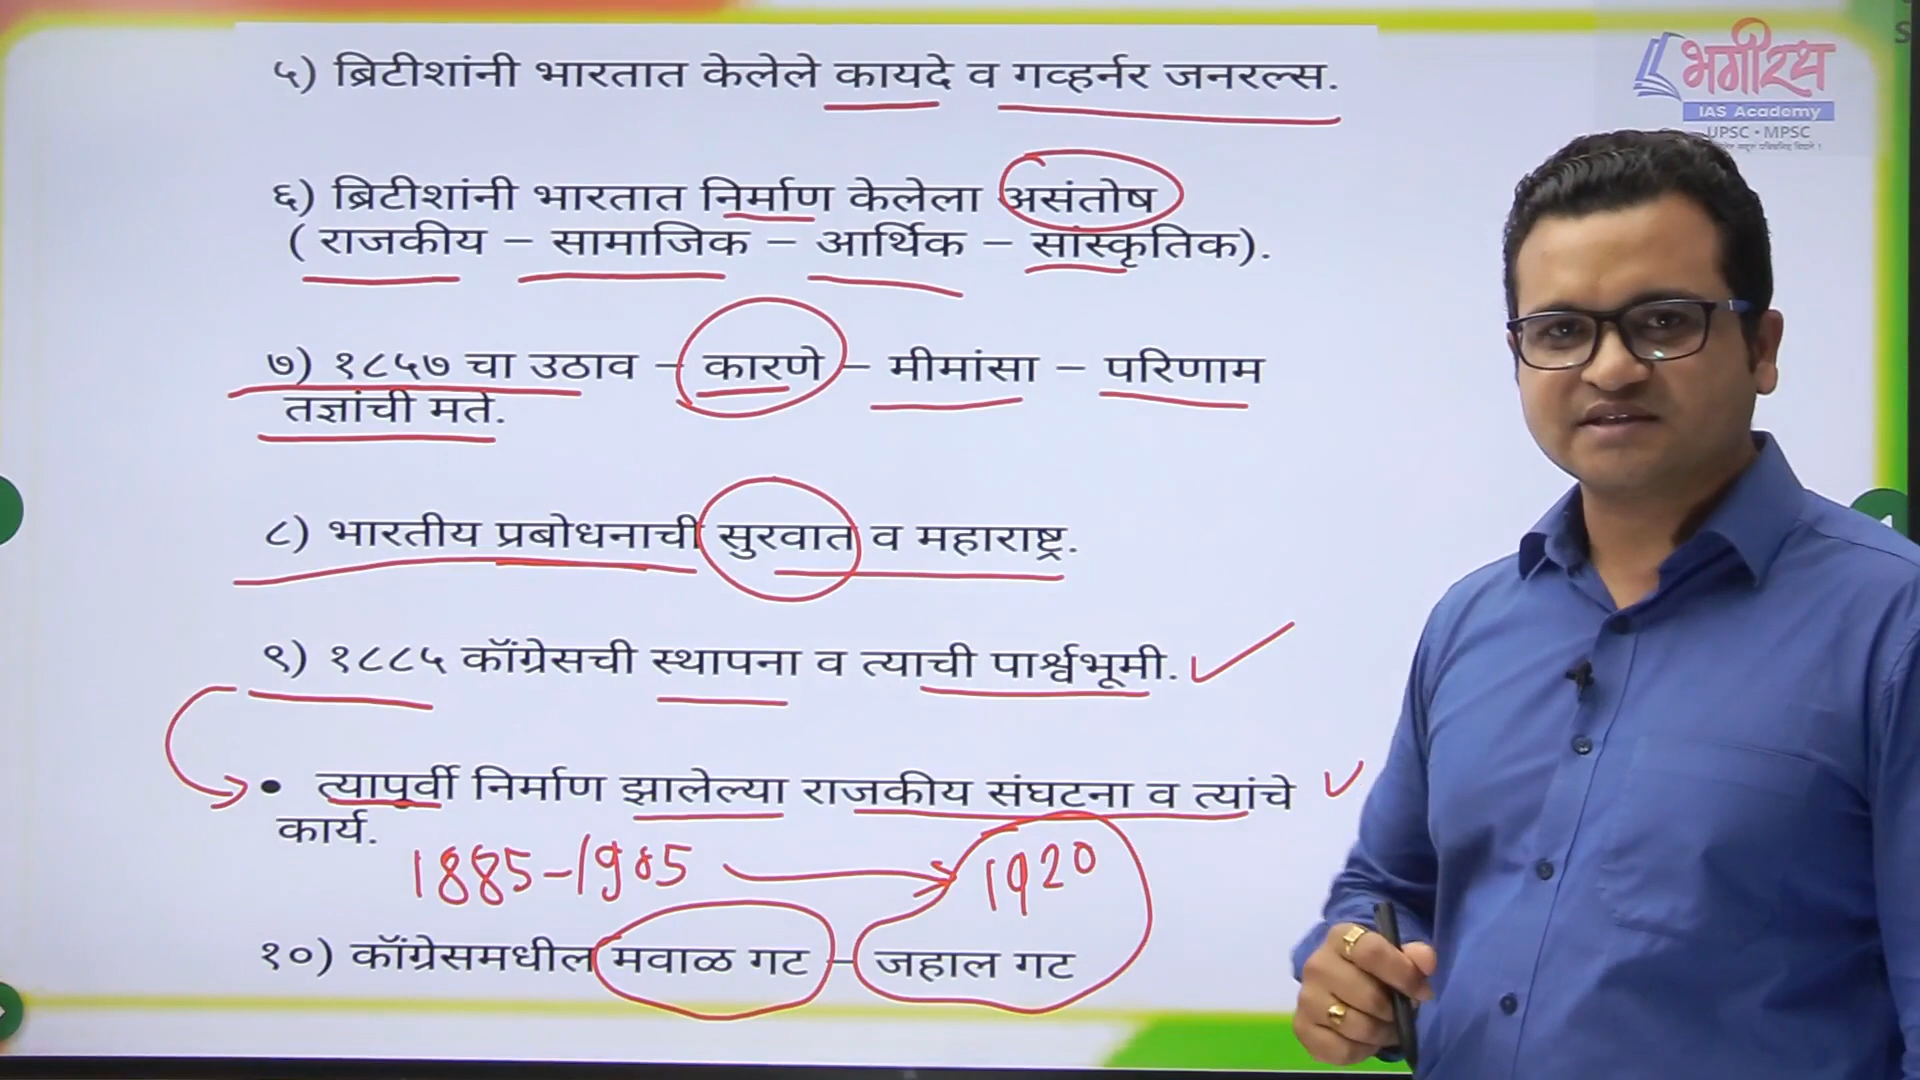 भगीरथ
IAS Academy
UPSC • MPSC
५) ब्रिटीशांनी भारतात केलेले कायदे व गव्हर्नर जनरल्स.
६) ब्रिटीशांनी भारतात निर्माण केलेला असंतोष
( राजकीय – सामाजिक – आर्थिक – सांस्कृतिक).
७) १८५७ चा उठाव – कारणे – मीमांसा – परिणाम
तज्ञांची मते.
८) भारतीय प्रबोधनाची सुरवात व महाराष्ट्र.
९) १८८५ कॉंग्रेसची स्थापना व त्याची पार्श्वभूमी.
• त्यापूर्वी निर्माण झालेल्या राजकीय संघटना व त्यांचे
कार्य.
1885-1905 → 1920
१०) कॉंग्रेसमधील मवाळ गट – जहाल गट